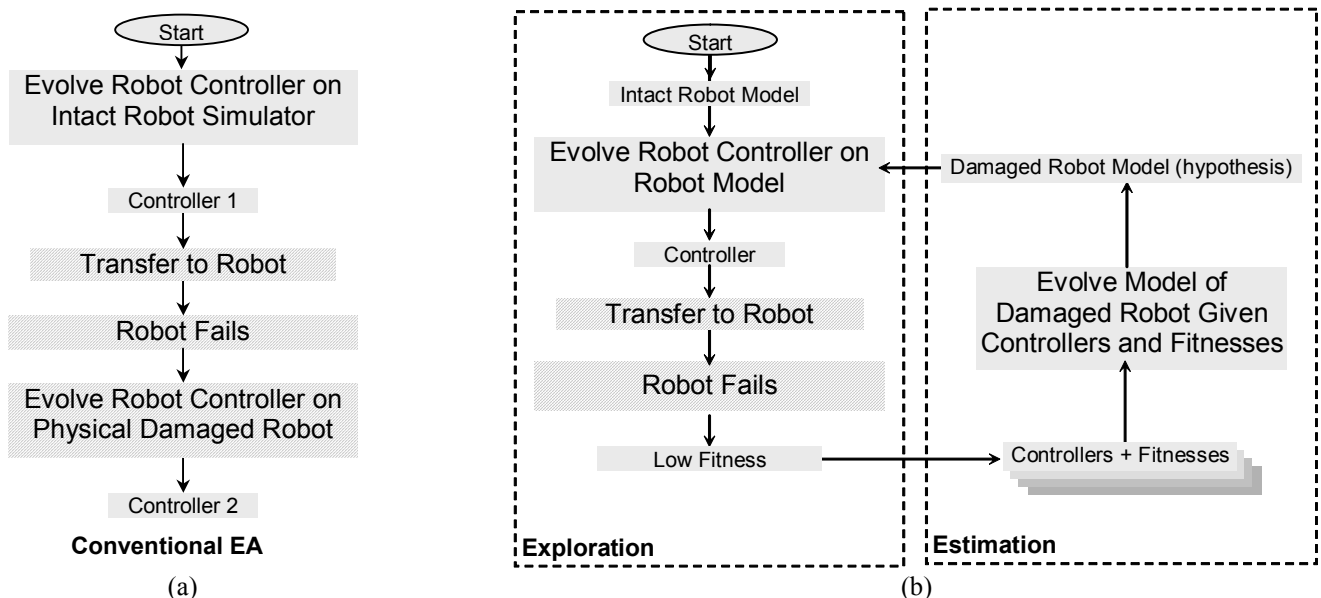 Start
Evolve Robot Controller on
Intact Robot Simulator
Controller 1
Transfer to Robot
Robot Fails
Evolve Robot Controller on
Physical Damaged Robot
Controller 2
Conventional EA
(a)
Start
Intact Robot Model
Evolve Robot Controller on
Robot Model
Controller
Transfer to Robot
Robot Fails
Low Fitness
Exploration
Damaged Robot Model (hypothesis)
Evolve Model of
Damaged Robot Given
Controllers and Fitnesses
Controllers + Fitnesses
Estimation
(b)